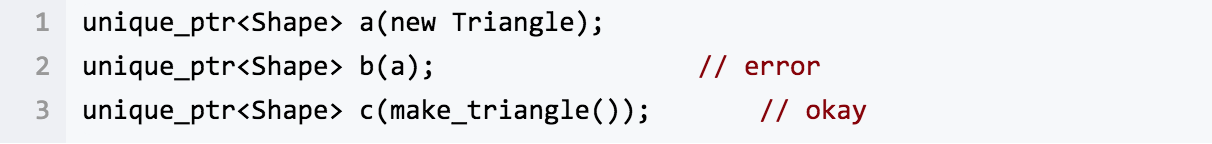 1 unique_ptr<Shape> a(new Triangle);
2 unique_ptr<Shape> b(a); // error
3 unique_ptr<Shape> c(make_triangle()); // okay